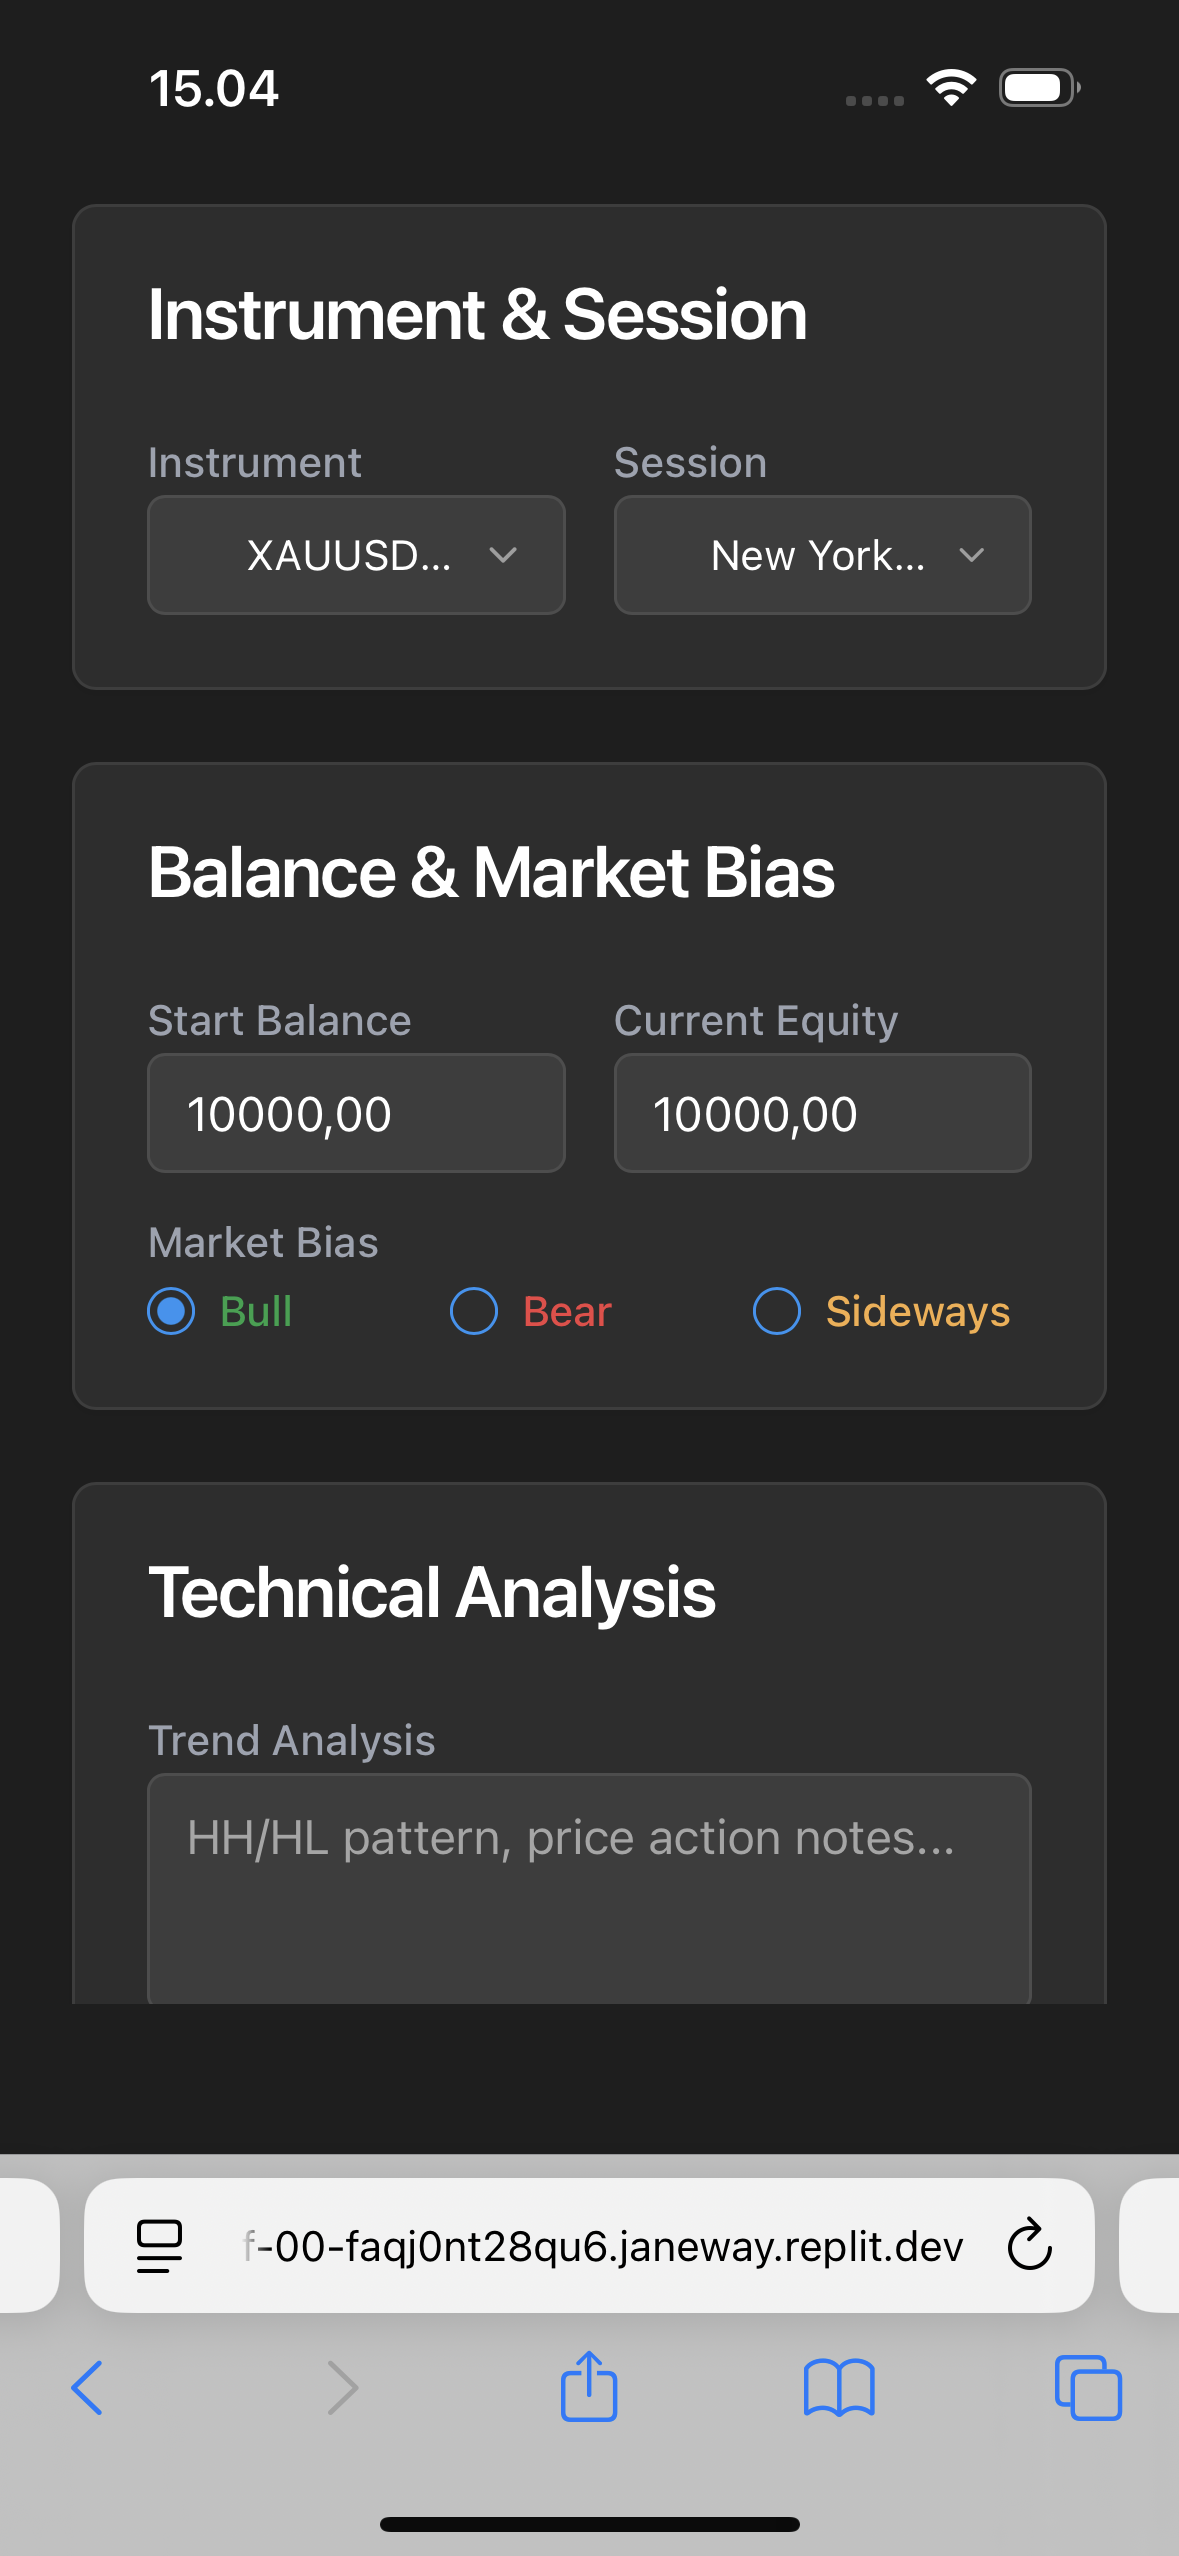 15.04
Instrument & Session
Instrument Session
XAUUSD... New York...
Balance & Market Bias
Start Balance Current Equity
10000,00 10000,00
Market Bias
Bull Bear Sideways
Technical Analysis
Trend Analysis
HH/HL pattern, price action notes...
f-00-faqj0nt28qu6.janeway.replit.dev